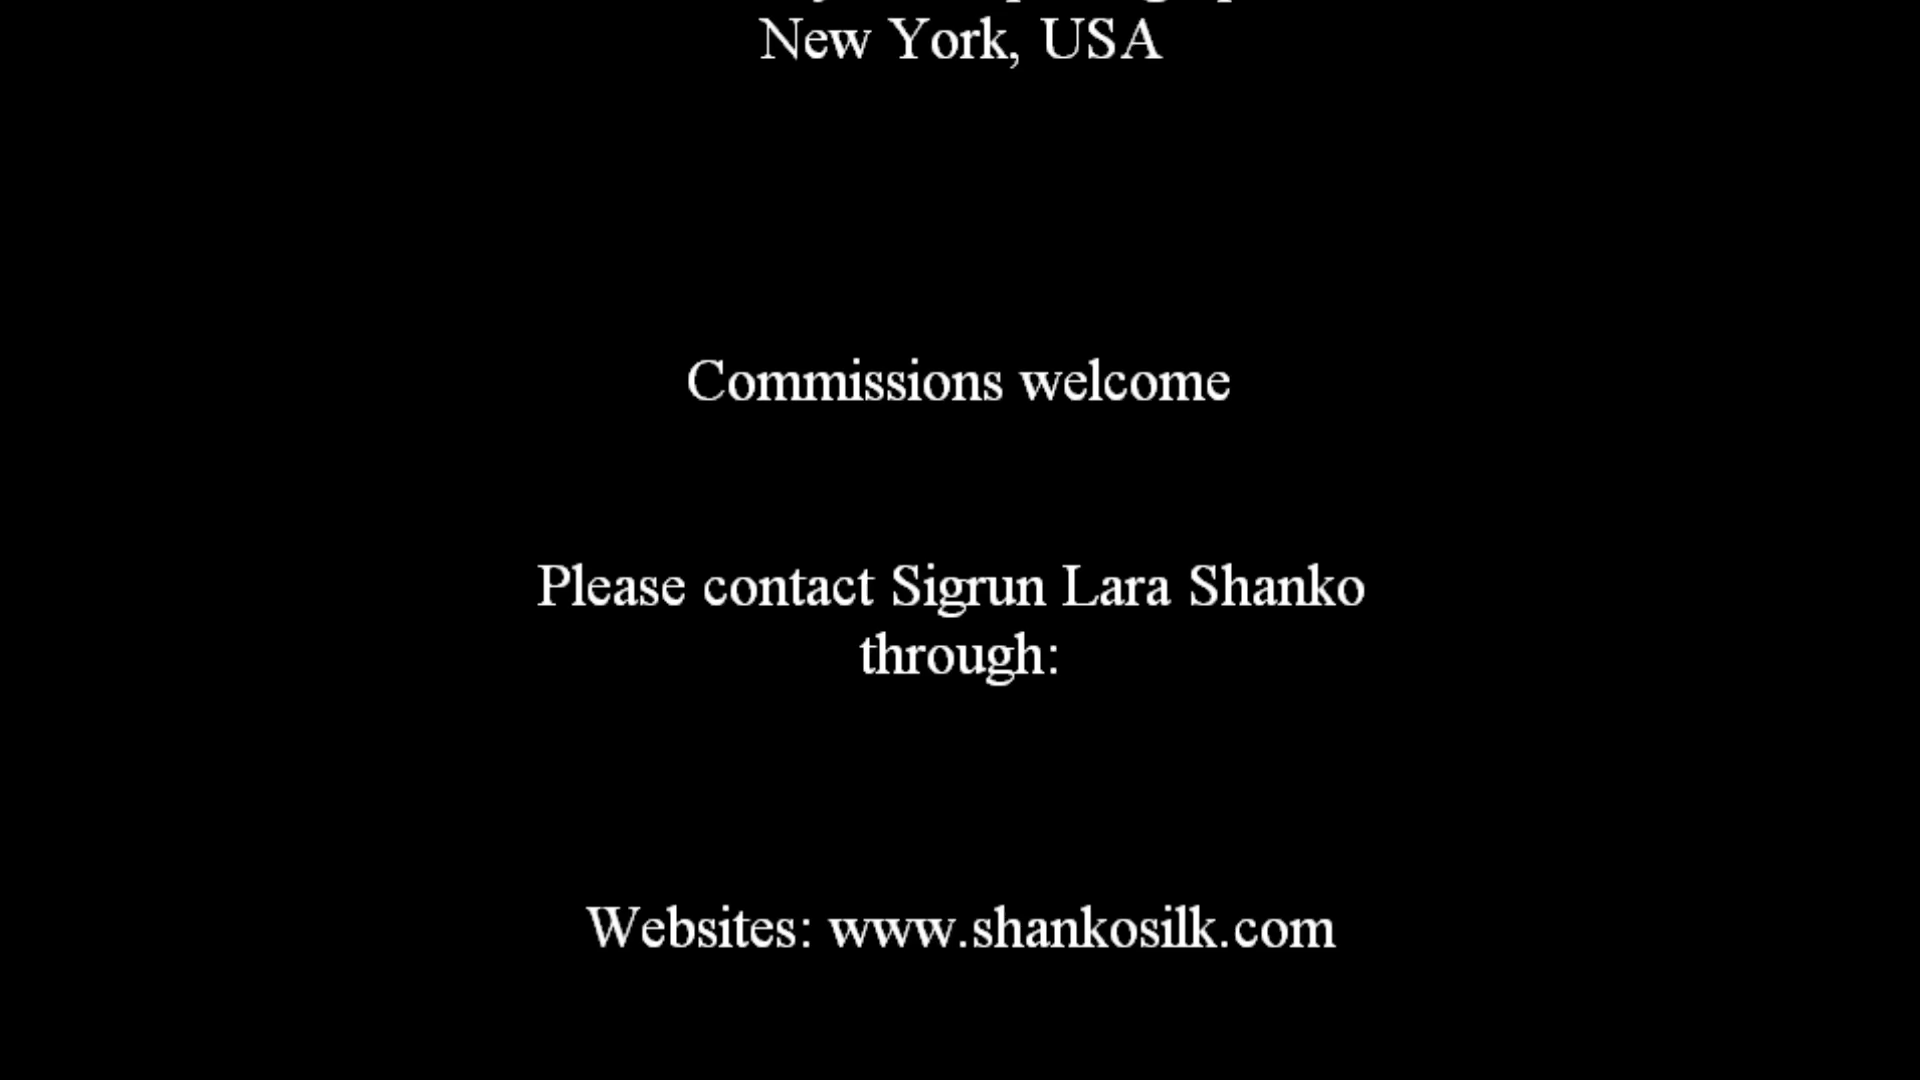 New York, USA
Commissions welcome
Please contact Sigrun Lara Shanko
through:
Websites: www.shankosilk.com